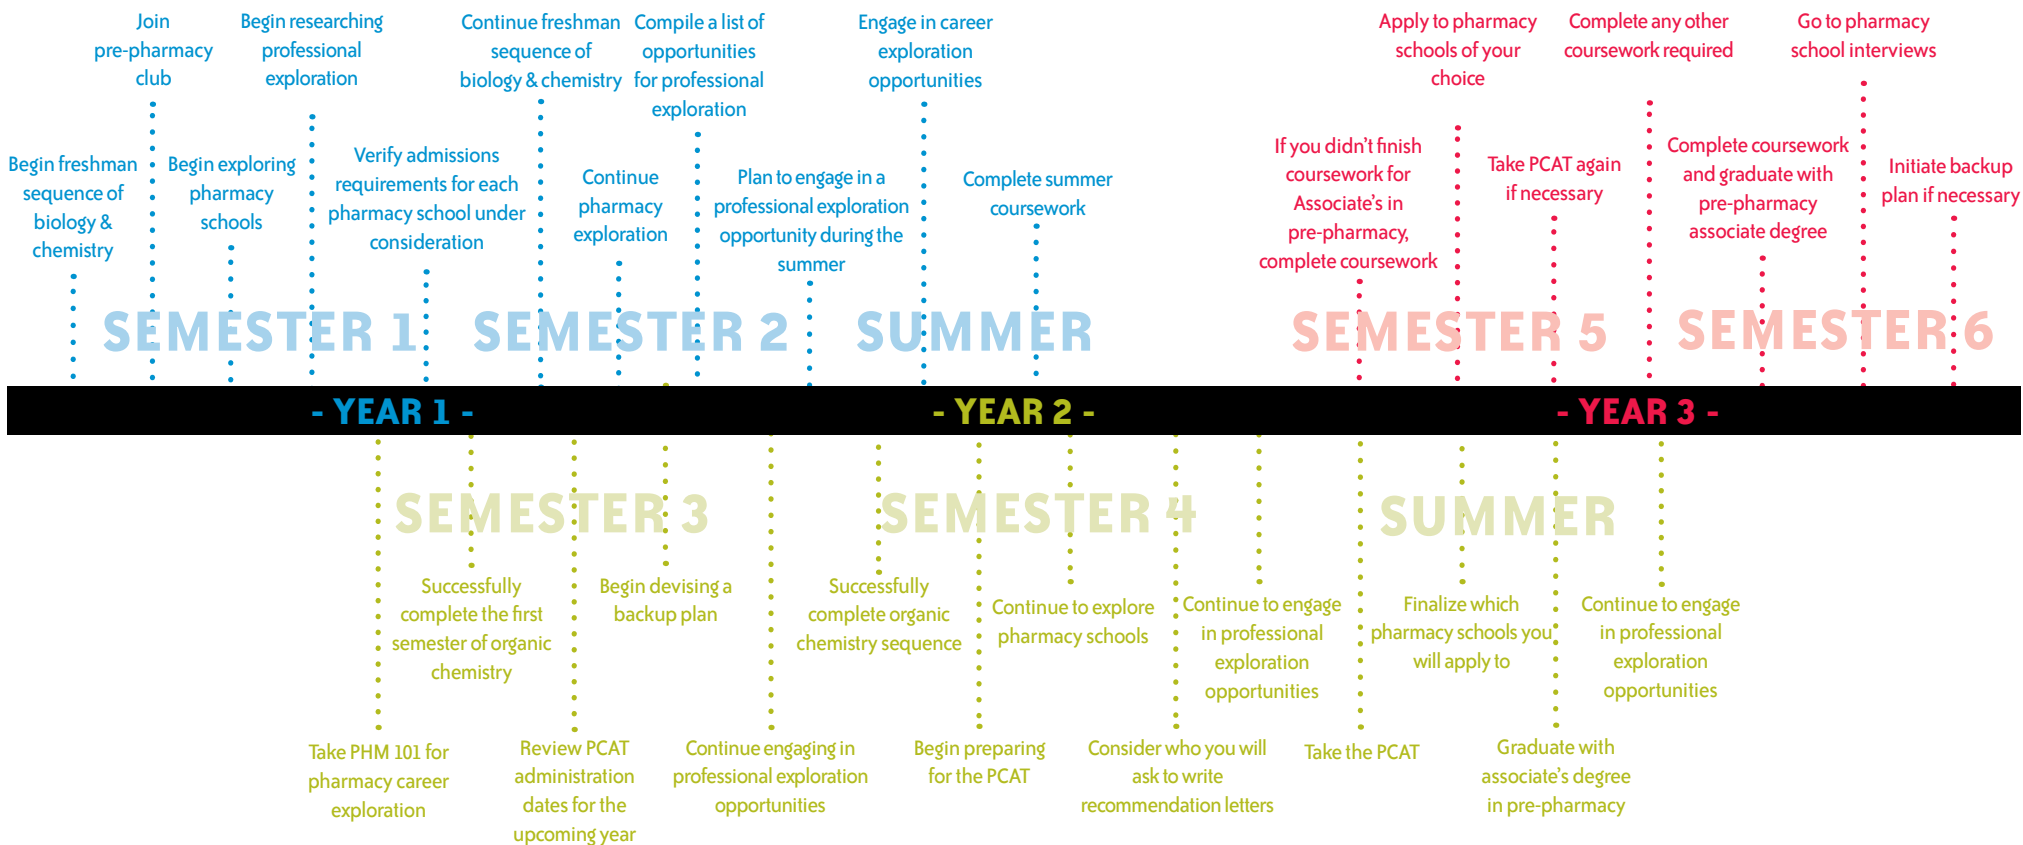 Join
pre-pharmacy
club
Begin researching
professional
exploration
Continue freshman
sequence of
biology & chemistry
Compile a list of
opportunities
for professional
exploration
Engage in career
exploration
opportunities
Apply to pharmacy
schools of your
choice
Complete any other
coursework required
Go to pharmacy
school interviews
Begin freshman
sequence of
biology &
chemistry
Begin exploring
pharmacy
schools
Verify admissions
requirements for each
pharmacy school under
consideration
Continue
pharmacy
exploration
Plan to engage in a
professional exploration
opportunity during the
summer
Complete summer
coursework
If you didn't finish
coursework for
Associate's in
pre-pharmacy,
complete coursework
Take PCAT again
if necessary
Complete coursework
and graduate with
pre-pharmacy
associate degree
Initiate backup
plan if necessary
SEMESTER 1
SEMESTER 2
SUMMER
SEMESTER 5
SEMESTER 6
- YEAR 1 -
- YEAR 2 -
- YEAR 3 -
SEMESTER 3
SEMESTER 4
SUMMER
Successfully
complete the first
semester of organic
chemistry
Begin devising a
backup plan
Successfully
complete organic
chemistry sequence
Continue to explore
pharmacy schools
Continue to engage
in professional
exploration
opportunities
Finalize which
pharmacy schools you
will apply to
Continue to engage
in professional
exploration
opportunities
Take PHM 101 for
pharmacy career
exploration
Review PCAT
administration
dates for the
upcoming year
Continue engaging in
professional exploration
opportunities
Begin preparing
for the PCAT
Consider who you will
ask to write
recommendation letters
Take the PCAT
Graduate with
associate's degree
in pre-pharmacy